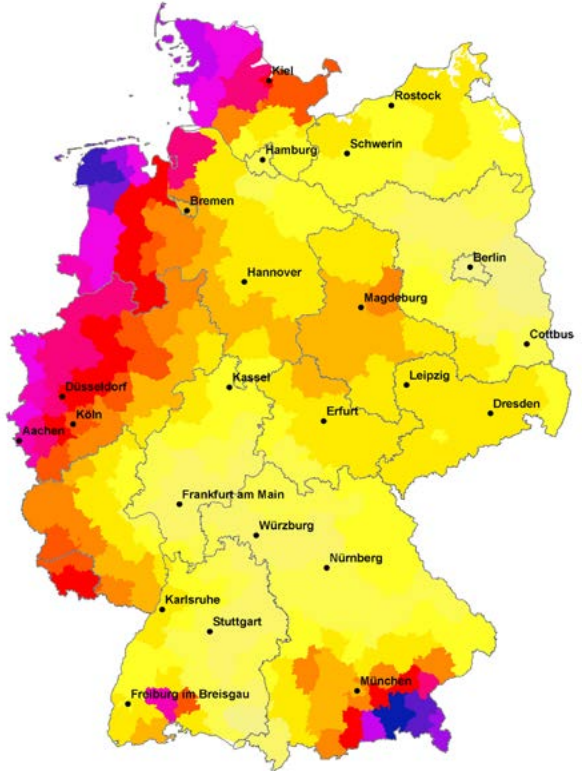 Kiel
Rostock
Hamburg
Schwerin
Bremen
Berlin
Hannover
Magdeburg
Cottbus
Kassel
Leipzig
Düsseldorf
Dresden
Köln
Erfurt
Aachen
Frankfurt am Main
Würzburg
Nürnberg
Karlsruhe
Stuttgart
München
Freiburg im Breisgau